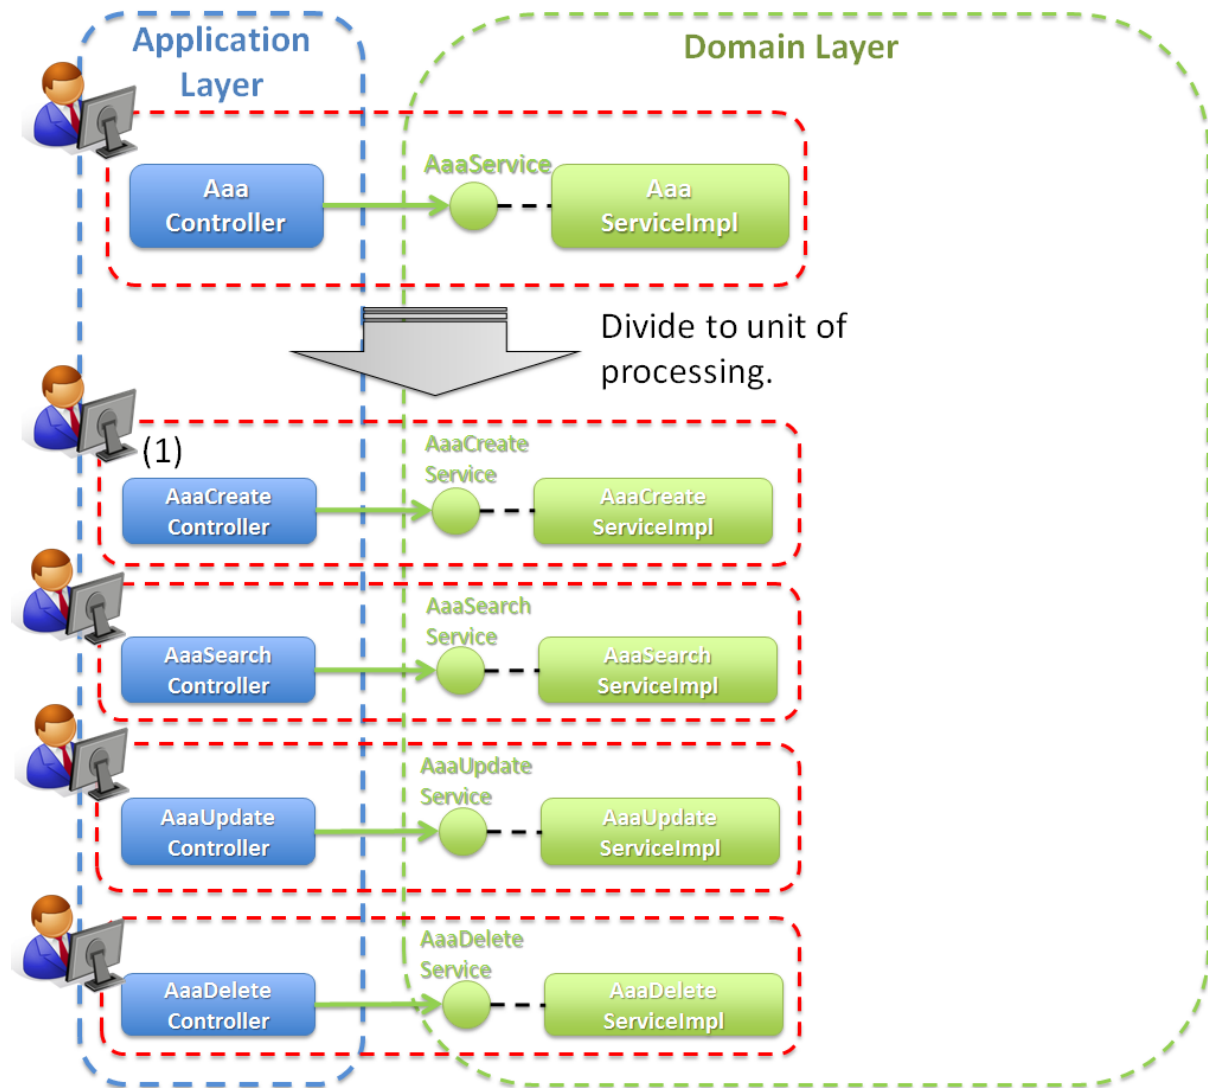 Application
Layer
Domain Layer
AaaService
Aaa
Controller
Aaa
ServiceImpl
Divide to unit of
processing.
(1)
AaaCreate
Service
AaaCreate
Controller
AaaCreate
ServiceImpl
AaaSearch
Service
AaaSearch
Controller
AaaSearch
ServiceImpl
AaaUpdate
Service
AaaUpdate
Controller
AaaUpdate
ServiceImpl
AaaDelete
Service
AaaDelete
Controller
AaaDelete
ServiceImpl